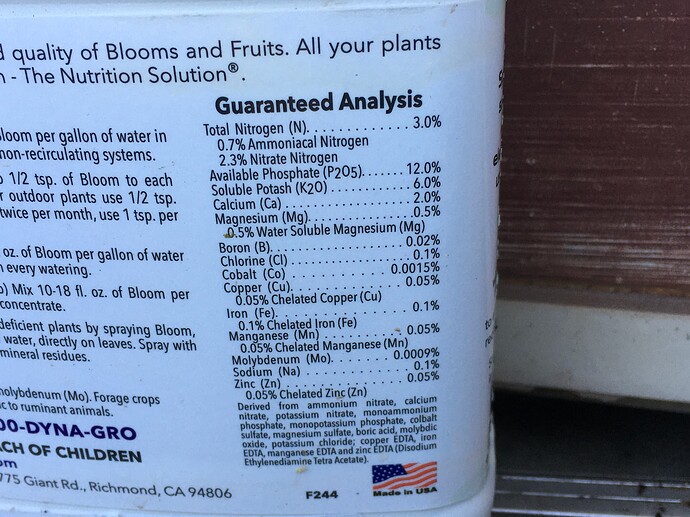 d quality of Blooms and Fruits. All your plants
n - The Nutrition Solution®.
Bloom per gallon of water in
non-recirculating systems.
o 1/2 tsp. of Bloom to each
r outdoor plants use 1/2 tsp.
twice per month, use 1 tsp. per
oz. of Bloom per gallon of water
n every watering.
o) Mix 10-18 fl. oz. of Bloom per
concentrate.
deficient plants by spraying Bloom,
water, directly on leaves. Spray with
mineral residues.
molybdenum (Mo). Forage crops
ic to ruminant animals.
00-DYNA-GRO
ACH OF CHILDREN
om
775 Giant Rd., Richmond, CA 94806
Guaranteed Analysis
Total Nitrogen (N). . . . . . . . . . . . 3.0%
0.7% Ammoniacal Nitrogen
2.3% Nitrate Nitrogen
Available Phosphate (P2O5). . . . . . 12.0%
Soluble Potash (K2O) . . . . . . . . . . 6.0%
Calcium (Ca) . . . . . . . . . . . . . . . 2.0%
Magnesium (Mg). . . . . . . . . . . . . .0.5%
0.5% Water Soluble Magnesium (Mg)
Boron (B). . . . . . . . . . . . . . . . 0.02%
Chlorine (Cl) . . . . . . . . . . . . . . 0.1%
Cobalt (Co) . . . . . . . . . . . . . 0.0015%
Copper (Cu). . . . . . . . . . . . . . . 0.05%
0.05% Chelated Copper (Cu)
Iron (Fe) . . . . . . . . . . . . . . . . 0.1%
0.1% Chelated Iron (Fe)
Manganese (Mn) . . . . . . . . . . . . 0.05%
0.05% Chelated Manganese (Mn)
Molybdenum (Mo). . . . . . . . . . 0.0009%
Sodium (Na) . . . . . . . . . . . . . . 0.1%
Zinc (Zn) . . . . . . . . . . . . . . . 0.05%
0.05% Chelated Zinc (Zn)
Derived from ammonium nitrate, calcium
nitrate, potassium nitrate, monoammonium
phosphate, monopotassium phosphate, cobalt
sulfate, magnesium sulfate, boric acid, molybdic
oxide, potassium chloride; copper EDTA, iron
EDTA, manganese EDTA and zinc EDTA (Disodium
Ethylenediamine Tetra Acetate).
F244
Made in USA